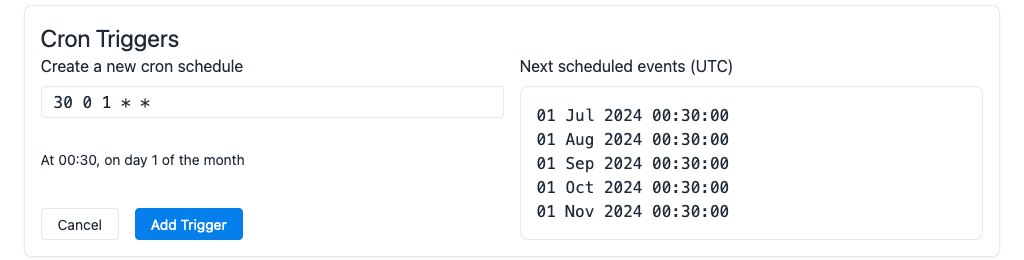 Cron Triggers
Create a new cron schedule
30 0 1 * *
At 00:30, on day 1 of the month
Cancel
Add Trigger
Next scheduled events (UTC)
01 Jul 2024 00:30:00
01 Aug 2024 00:30:00
01 Sep 2024 00:30:00
01 Oct 2024 00:30:00
01 Nov 2024 00:30:00